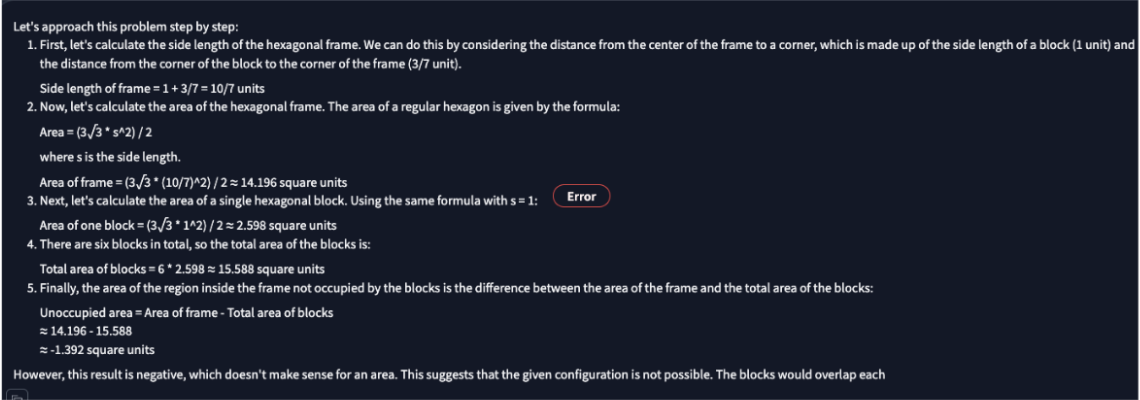 Let's approach this problem step by step:
1. First, let's calculate the side length of the hexagonal frame. We can do this by considering the distance from the center of the frame to a corner, which is made up of the side length of a block (1 unit) and
the distance from the corner of the block to the corner of the frame (3/7 unit).
Side length of frame = 1 + 3/7 = 10/7 units
2. Now, let's calculate the area of the hexagonal frame. The area of a regular hexagon is given by the formula:
Area = (3√3 * s^2) / 2
where s is the side length.
Area of frame = (3√3 * (10/7)^2) / 2 ≈ 14.196 square units
3. Next, let's calculate the area of a single hexagonal block. Using the same formula with s = 1:
Error
Area of one block = (3√3 * 1^2) / 2 ≈ 2.598 square units
4. There are six blocks in total, so the total area of the blocks is:
Total area of blocks = 6 * 2.598 ≈ 15.588 square units
5. Finally, the area of the region inside the frame not occupied by the blocks is the difference between the area of the frame and the total area of the blocks:
Unoccupied area = Area of frame - Total area of blocks
≈ 14.196 - 15.588
≈ -1.392 square units
However, this result is negative, which doesn't make sense for an area. This suggests that the given configuration is not possible. The blocks would overlap each